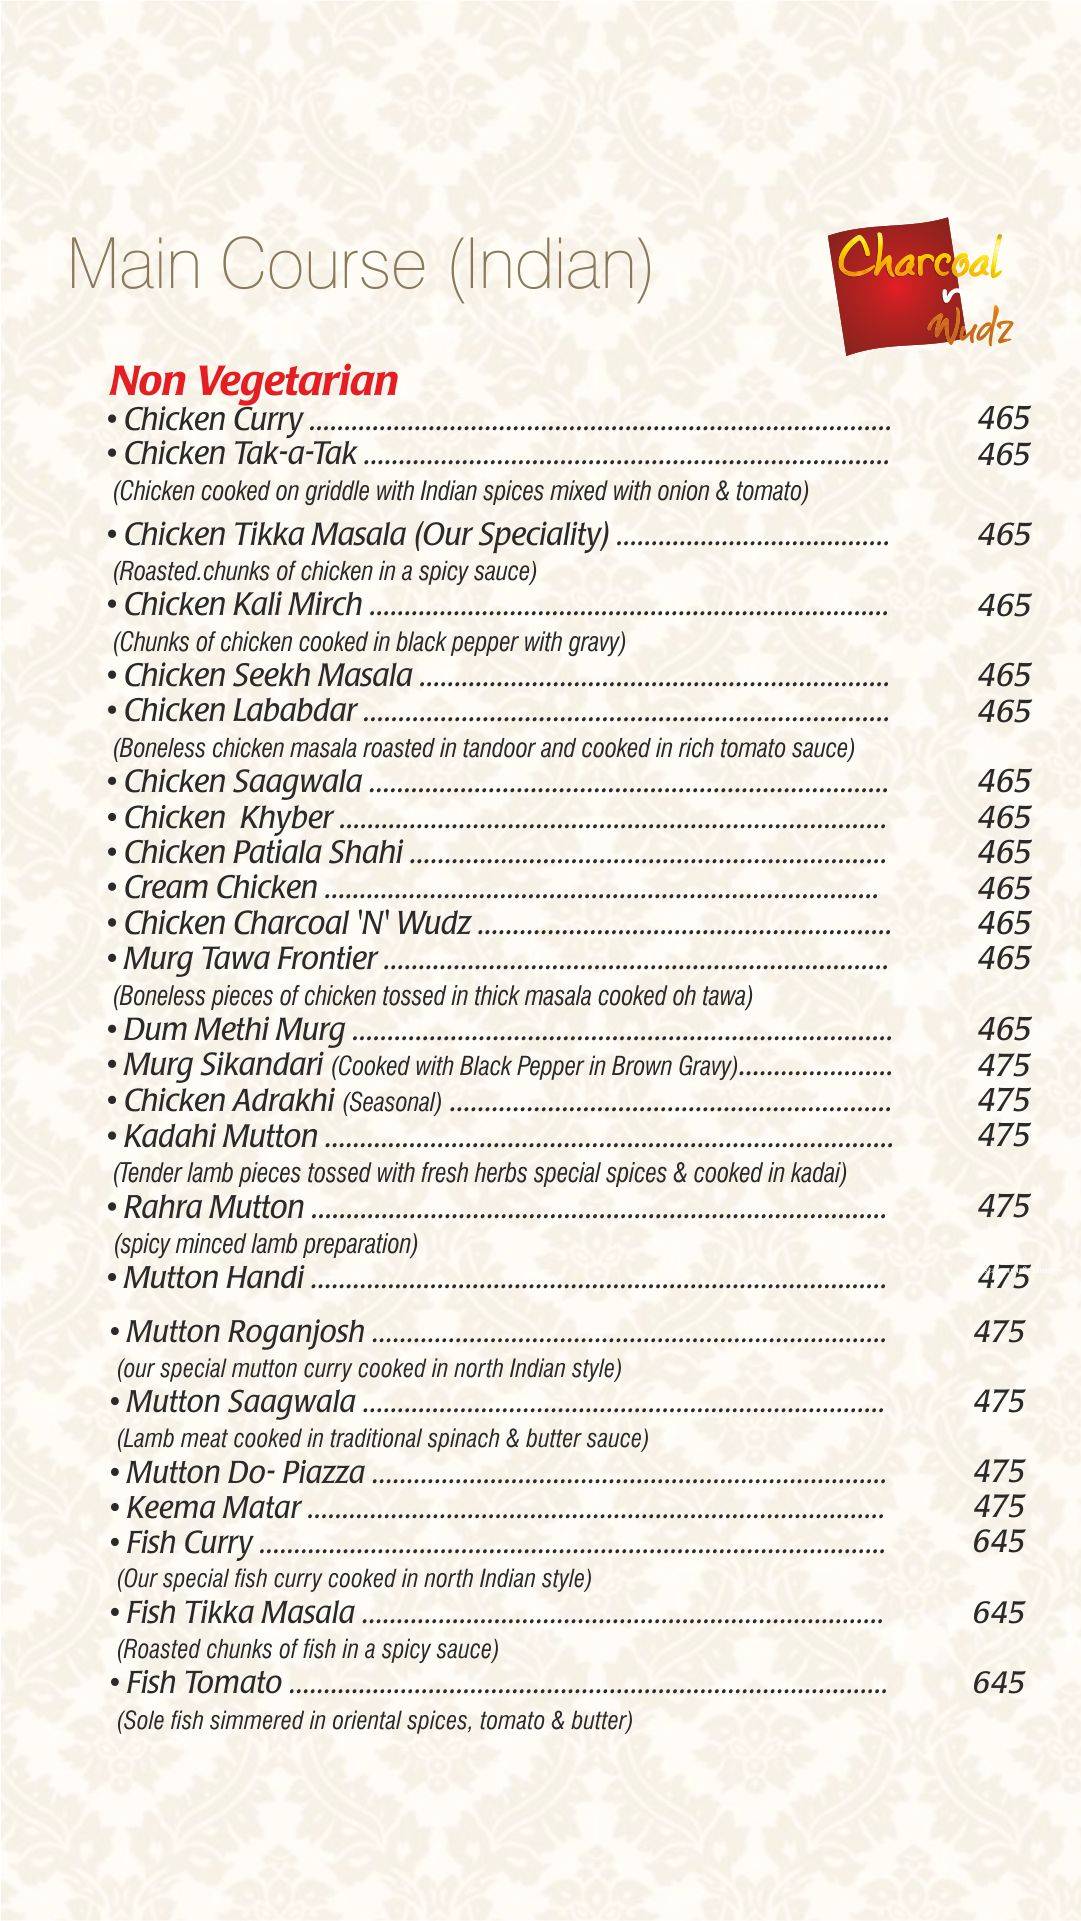 Main Course (Indian)
Charcoal
n
Wudz
Non Vegetarian
• Chicken Curry .................................................................................... 465
• Chicken Tak-a-Tak ............................................................................ 465
(Chicken cooked on griddle with Indian spices mixed with onion & tomato)
• Chicken Tikka Masala (Our Speciality) ....................................... 465
(Roasted.chunks of chicken in a spicy sauce)
• Chicken Kali Mirch ........................................................................... 465
(Chunks of chicken cooked in black pepper with gravy)
• Chicken Seekh Masala .................................................................... 465
• Chicken Lababdar ............................................................................ 465
(Boneless chicken masala roasted in tandoor and cooked in rich tomato sauce)
• Chicken Saagwala ........................................................................... 465
• Chicken  Khyber ............................................................................... 465
• Chicken Patiala Shahi ..................................................................... 465
• Cream Chicken ................................................................................ 465
• Chicken Charcoal 'N' Wudz ............................................................ 465
• Murg Tawa Frontier ......................................................................... 465
(Boneless pieces of chicken tossed in thick masala cooked oh tawa)
• Dum Methi Murg .............................................................................. 465
• Murg Sikandari (Cooked with Black Pepper in Brown Gravy)...................... 475
• Chicken Adrakhi (Seasonal) ................................................................ 475
• Kadahi Mutton .................................................................................. 475
(Tender lamb pieces tossed with fresh herbs special spices & cooked in kadai)
• Rahra Mutton ................................................................................... 475
(spicy minced lamb preparation)
• Mutton Handi ................................................................................... 475
• Mutton Roganjosh .......................................................................... 475
(our special mutton curry cooked in north Indian style)
• Mutton Saagwala ........................................................................... 475
(Lamb meat cooked in traditional spinach & butter sauce)
• Mutton Do- Piazza .......................................................................... 475
• Keema Matar ................................................................................... 475
• Fish Curry .......................................................................................... 645
(Our special fish curry cooked in north Indian style)
• Fish Tikka Masala ........................................................................... 645
(Roasted chunks of fish in a spicy sauce)
• Fish Tomato ...................................................................................... 645
(Sole fish simmered in oriental spices, tomato & butter)